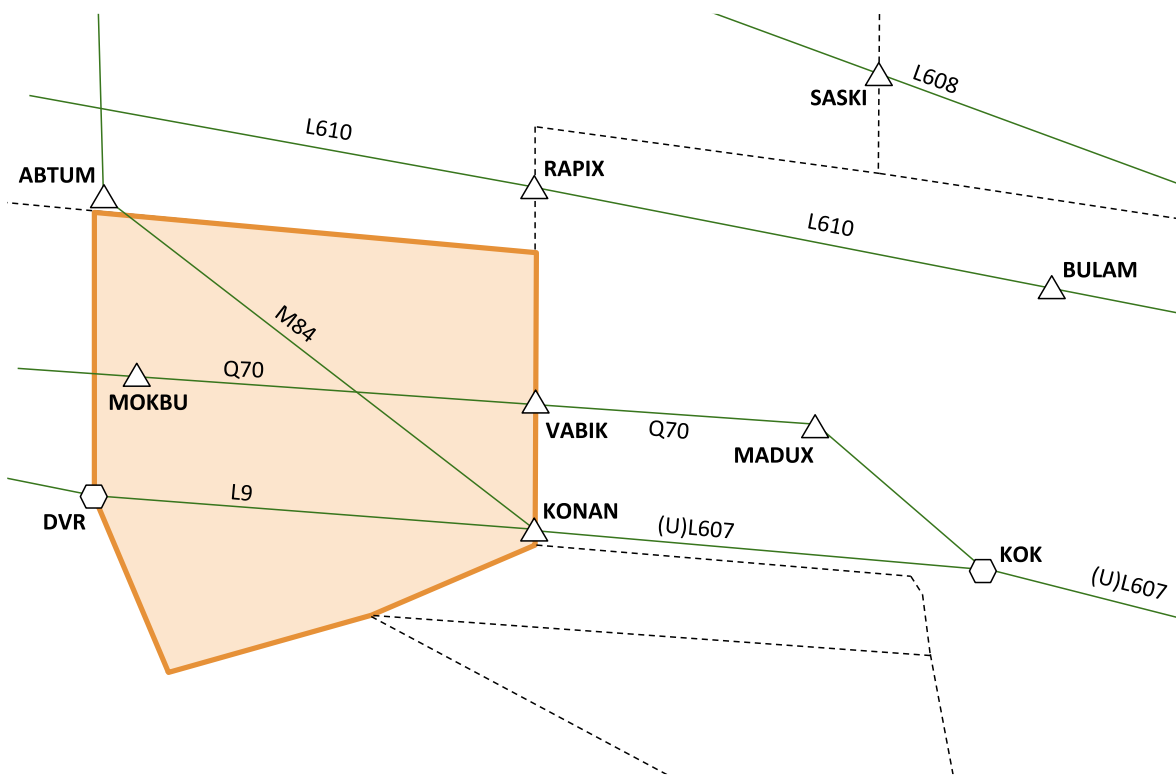 L608
SASKI
L610
RAPIX
ABTUM
L610
BULAM
M84
Q70
MOKBU
VABIK
Q70
MADUX
L9
DVR
KONAN
(U)L607
KOK
(U)L607